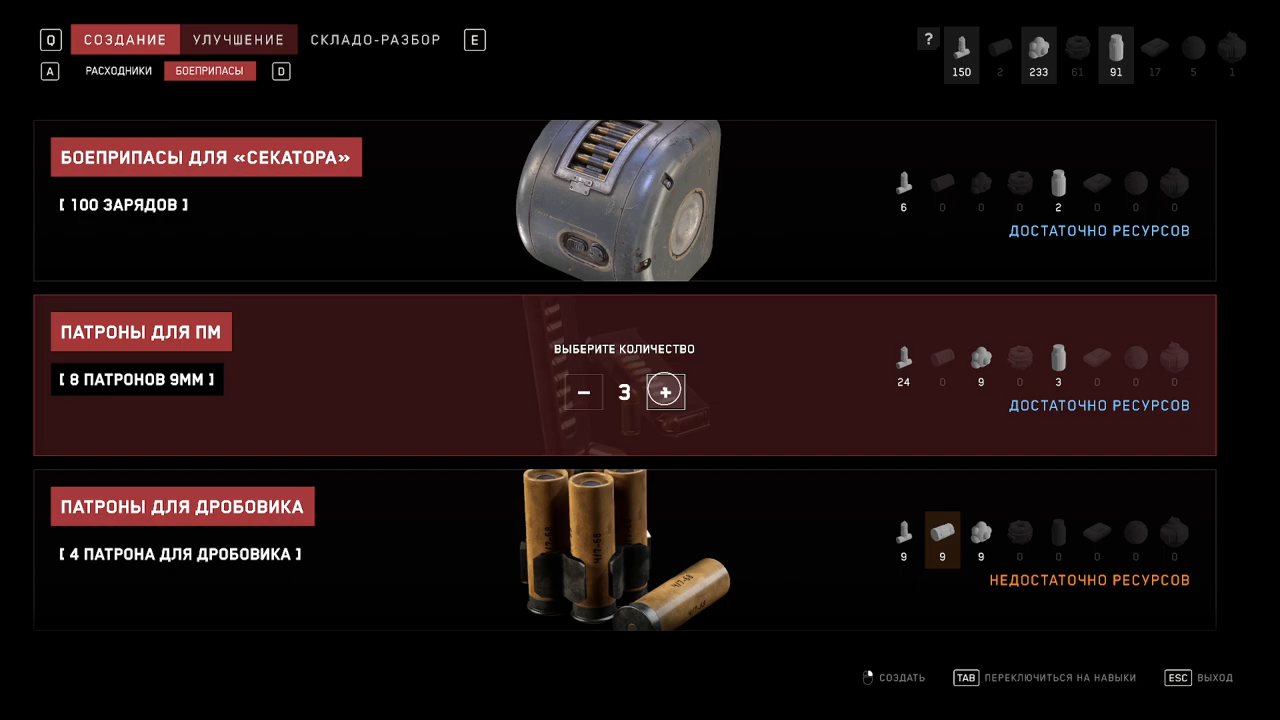 Q СОЗДАНИЕ УЛУЧШЕНИЕ СКЛАДО-РАЗБОР E
A РАСХОДНИКИ БОЕПРИПАСЫ D
?
150 2 233 61 91 17 5 1
БОЕПРИПАСЫ ДЛЯ «СЕКАТОРА»
[ 100 ЗАРЯДОВ ]
6 0 0 0 2 0 0 0
ДОСТАТОЧНО РЕСУРСОВ
ПАТРОНЫ ДЛЯ ПМ
[ 8 ПАТРОНОВ 9ММ ]
ВЫБЕРИТЕ КОЛИЧЕСТВО
− 3 +
24 0 9 0 3 0 0 0
ДОСТАТОЧНО РЕСУРСОВ
ПАТРОНЫ ДЛЯ ДРОБОВИКА
[ 4 ПАТРОНА ДЛЯ ДРОБОВИКА ]
9 9 9 0 0 0 0 0
НЕДОСТАТОЧНО РЕСУРСОВ
СОЗДАТЬ TAB ПЕРЕКЛЮЧИТЬСЯ НА НАВЫКИ ESC ВЫХОД